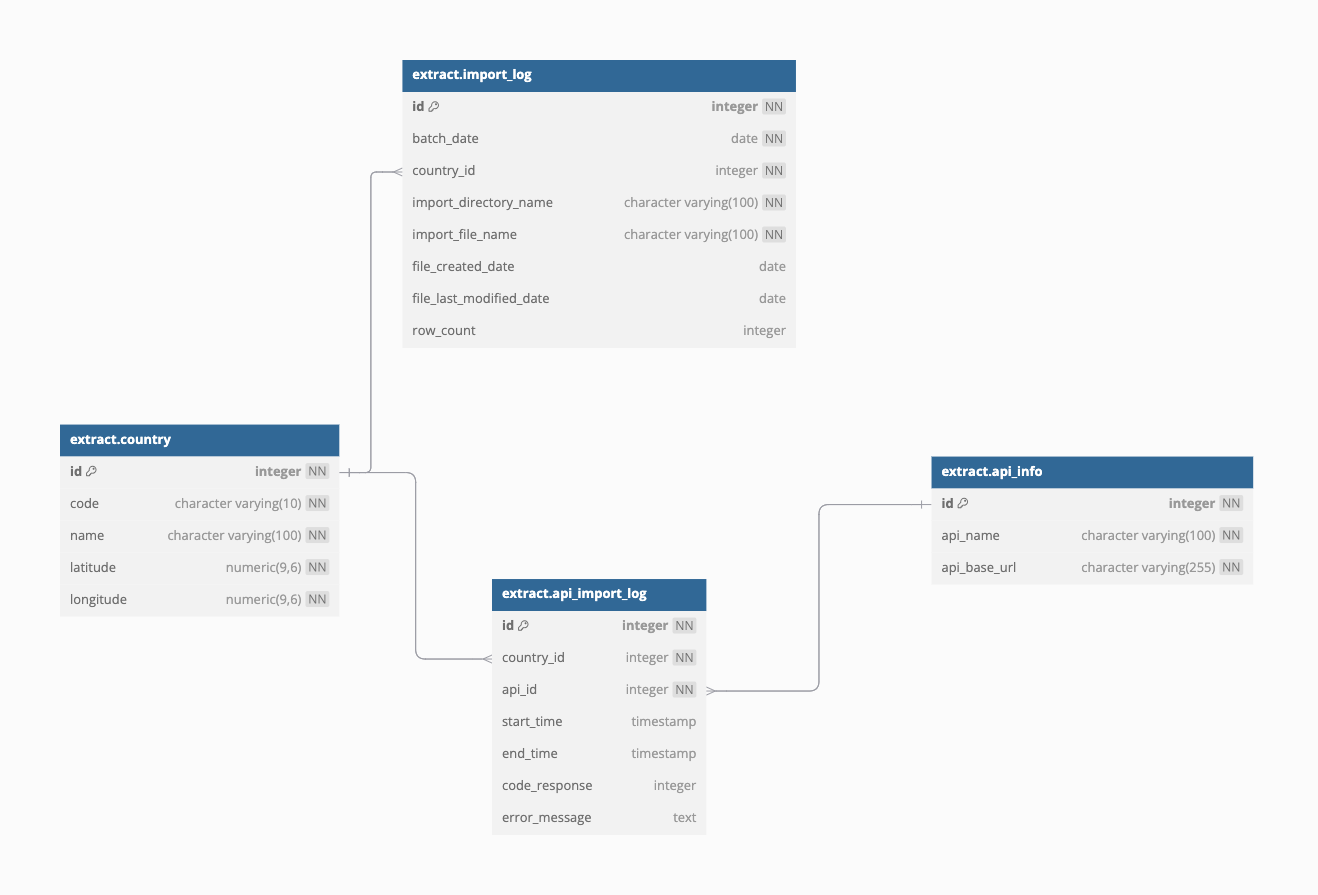 extract.import_log
id integer NN
batch_date date NN
country_id integer NN
import_directory_name character varying(100) NN
import_file_name character varying(100) NN
file_created_date date
file_last_modified_date date
row_count integer
extract.country
id integer NN
code character varying(10) NN
name character varying(100) NN
latitude numeric(9,6) NN
longitude numeric(9,6) NN
extract.api_info
id integer NN
api_name character varying(100) NN
api_base_url character varying(255) NN
extract.api_import_log
id integer NN
country_id integer NN
api_id integer NN
start_time timestamp
end_time timestamp
code_response integer
error_message text